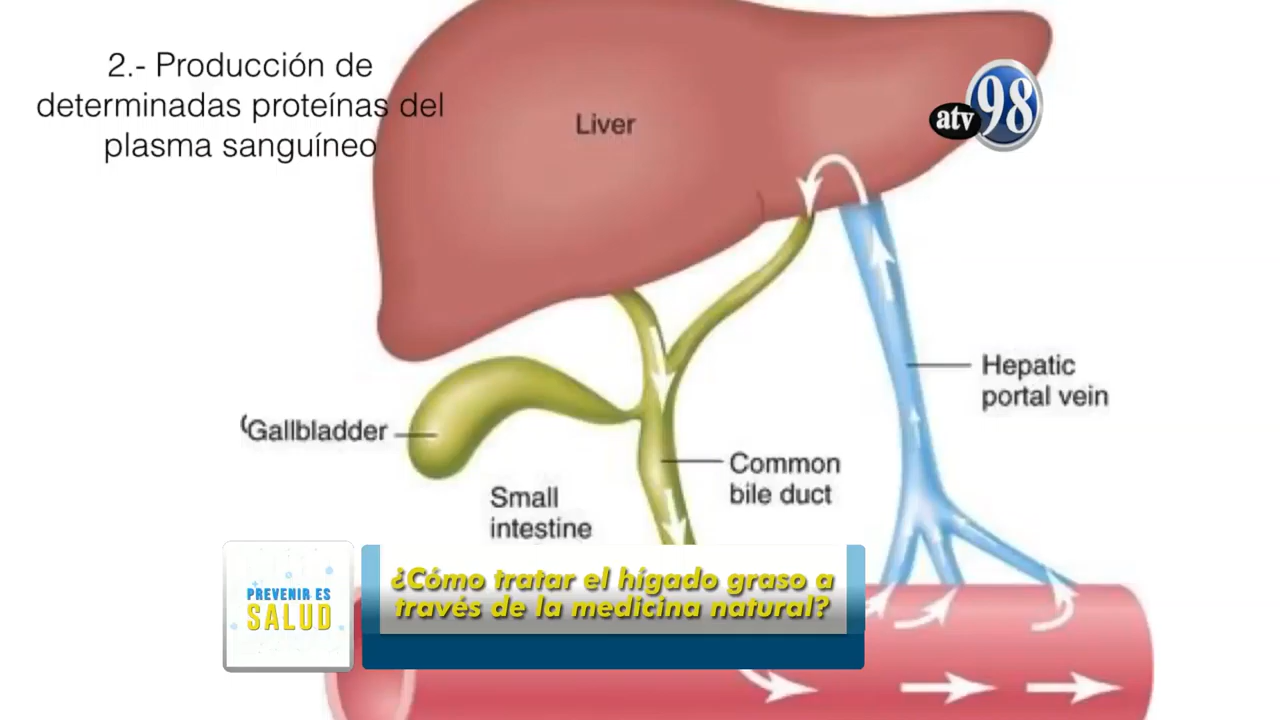 2.- Producción de
determinadas proteínas del
plasma sanguíneo
Liver
atv 98
Hepatic
portal vein
(Gallbladder
Common
bile duct
Small
intestine
PREVENIR ES
SALUD
¿Cómo tratar el hígado graso a
través de la medicina natural?